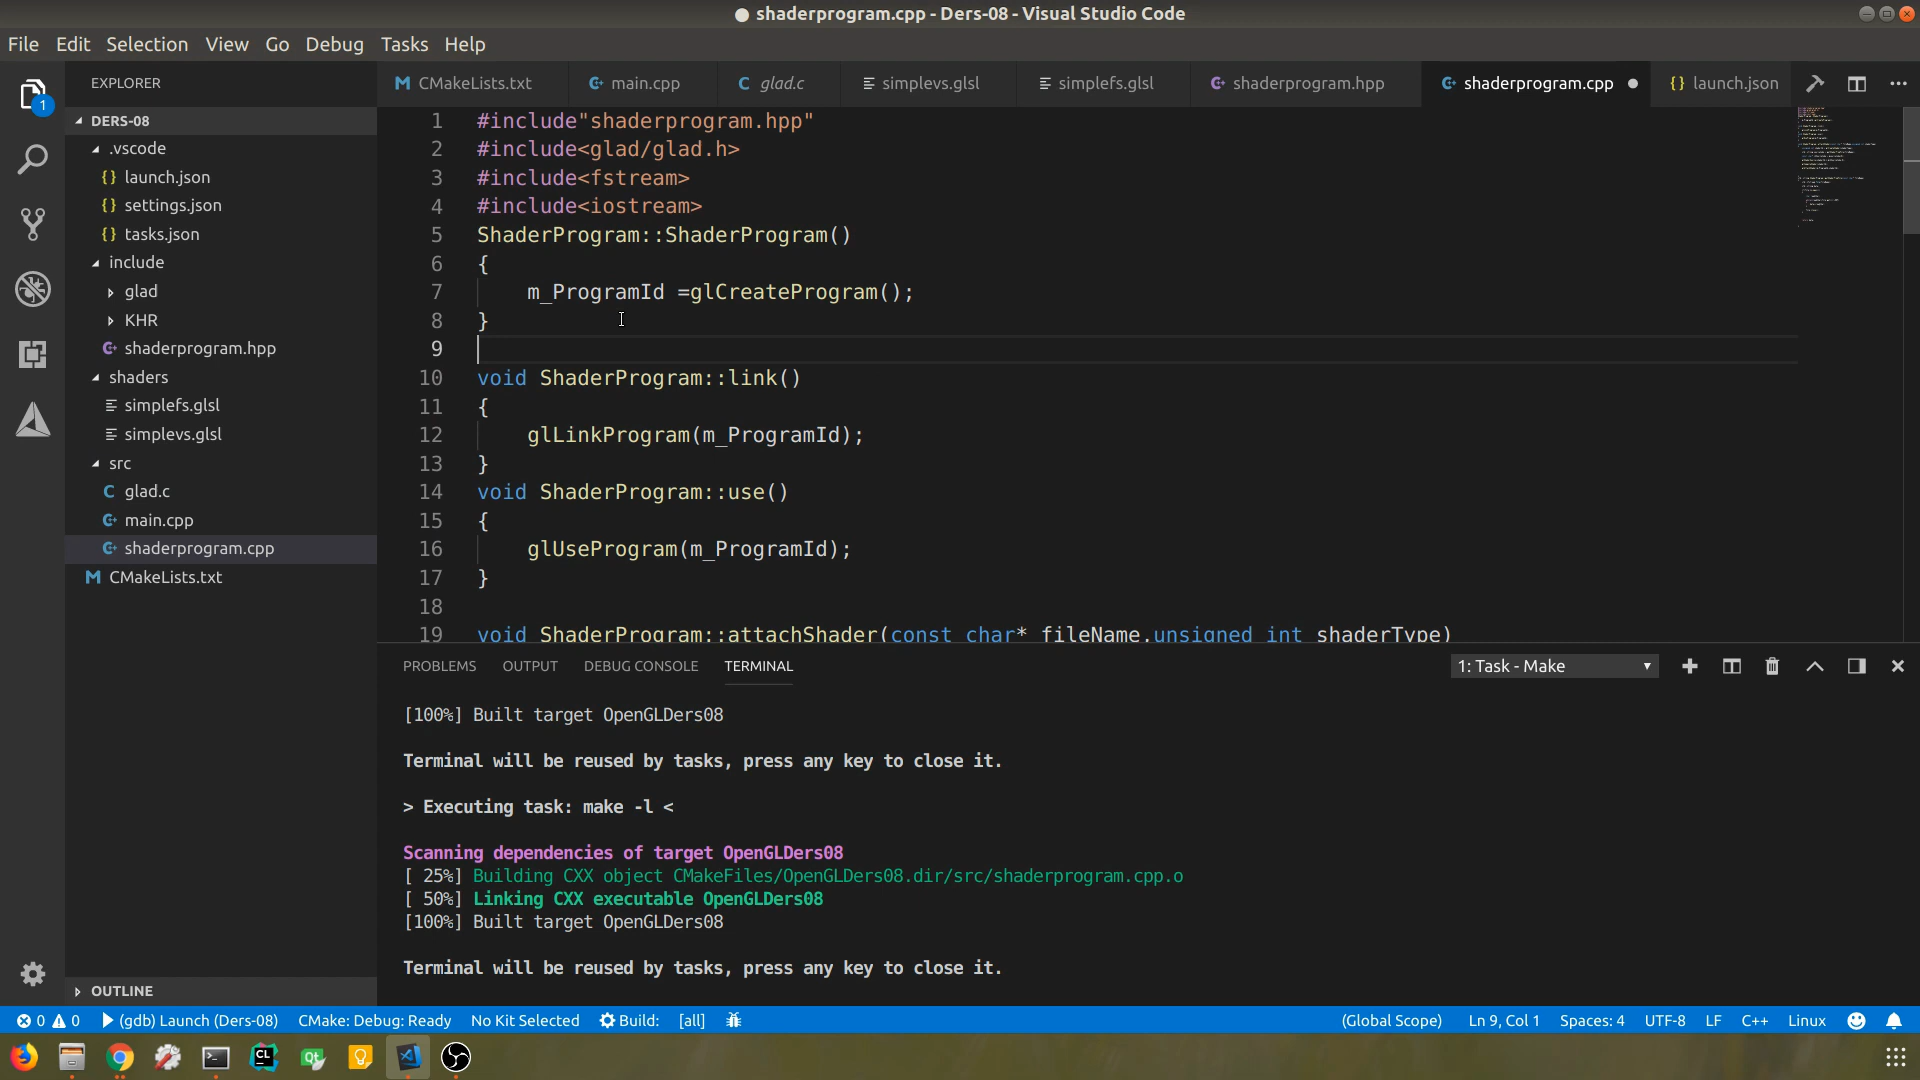 shaderprogram.cpp - Ders-08 - Visual Studio Code
File Edit Selection View Go Debug Tasks Help
EXPLORER
CMakeLists.txt main.cpp glad.c simplevs.glsl simplefs.glsl shaderprogram.hpp shaderprogram.cpp launch.json
1
DERS-08
.vscode
launch.json
settings.json
tasks.json
include
glad
KHR
shaderprogram.hpp
shaders
simplefs.glsl
simplevs.glsl
src
glad.c
main.cpp
shaderprogram.cpp
CMakeLists.txt
OUTLINE
1 #include"shaderprogram.hpp"
2 #include<glad/glad.h>
3 #include<fstream>
4 #include<iostream>
5 ShaderProgram::ShaderProgram()
6 {
7 m_ProgramId =glCreateProgram();
8 }
9
10 void ShaderProgram::link()
11 {
12 glLinkProgram(m_ProgramId);
13 }
14 void ShaderProgram::use()
15 {
16 glUseProgram(m_ProgramId);
17 }
18
19 void ShaderProgram::attachShader(const char* fileName,unsigned int shaderType)
PROBLEMS OUTPUT DEBUG CONSOLE TERMINAL 1: Task - Make
[100%] Built target OpenGLDers08
Terminal will be reused by tasks, press any key to close it.
> Executing task: make -l <
Scanning dependencies of target OpenGLDers08
[ 25%] Building CXX object CMakeFiles/OpenGLDers08.dir/src/shaderprogram.cpp.o
[ 50%] Linking CXX executable OpenGLDers08
[100%] Built target OpenGLDers08
Terminal will be reused by tasks, press any key to close it.
0 0 (gdb) Launch (Ders-08) CMake: Debug: Ready No Kit Selected Build: [all] (Global Scope) Ln 9, Col 1 Spaces: 4 UTF-8 LF C++ Linux
CL Qt